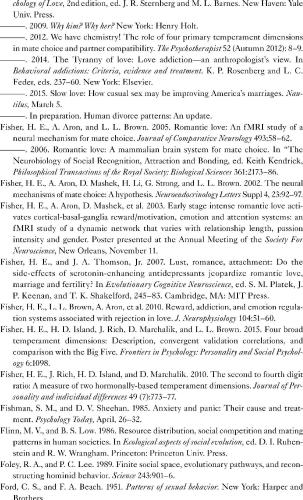 chology of Love, 2nd edition, ed. J. R. Sternberg and M. L. Barnes. New Haven: Yale
Univ. Press.
———. 2009. Why him? Why her? New York: Henry Holt.
———. 2012. We have chemistry! The role of four primary temperament dimensions
in mate choice and partner compatibility. The Psychotherapist 52 (Autumn 2012): 8–9.
———. 2014. The Tyranny of love: Love addiction—an anthropologist's view. In
Behavioral addictions: Criteria, evidence and treatment. K. P. Rosenberg and L. C.
Feder, eds. 237–60. New York: Elsevier.
———. 2015. Slow love: How casual sex may be improving America's marriages. Nau-
tilus, March 5.
———. In preparation. Human divorce patterns: An update.
Fisher, H. E., A. Aron, and L. L. Brown. 2005. Romantic love: An fMRI study of a
neural mechanism for mate choice. Journal of Comparative Neurology 493:58–62.
———. 2006. Romantic love: A mammalian brain system for mate choice. In "The
Neurobiology of Social Recognition, Attraction and Bonding, ed. Keith Kendrick,
Philosophical Transactions of the Royal Society: Biological Sciences 361:2173–86.
Fisher, H. E., A. Aron, D. Mashek, H. Li, G. Strong, and L. L. Brown. 2002. The neural
mechanisms of mate choice: A hypothesis. Neuroendocrinology Letters Suppl 4, 23:92–97.
Fisher, H. E., A. Aron, D. Mashek, et al. 2003. Early stage intense romantic love acti-
vates cortical-basal-ganglia reward/motivation, emotion and attention systems: an
fMRI study of a dynamic network that varies with relationship length, passion
intensity and gender. Poster presented at the Annual Meeting of the Society For
Neuroscience, New Orleans, November 11.
Fisher, H. E., and J. A. Thomson, Jr. 2007. Lust, romance, attachment: Do the
side-effects of serotonin-enhancing antidepressants jeopardize romantic love,
marriage and fertility? In Evolutionary Cognitive Neuroscience, ed. S. M. Platek, J.
P. Keenan, and T. K. Shakelford, 245–83. Cambridge, MA: MIT Press.
Fisher, H. E., L. L. Brown, A. Aron, et al. 2010. Reward, addiction, and emotion regula-
tion systems associated with rejection in love. J. Neurophysiology 104:51–60.
Fisher, H. E., H. D. Island, J. Rich, D. Marchalik, and L. L. Brown. 2015. Four broad
temperament dimensions: Description, convergent validation correlations, and
comparison with the Big Five. Frontiers in Psychology: Personality and Social Psychol-
ogy 6:1098.
Fisher, H. E., J. Rich, H. D. Island, and D. Marchalik. 2010. The second to fourth digit
ratio: A measure of two hormonally-based temperament dimensions. Journal of Per-
sonality and individual differences 49 (7):773–77.
Fishman, S. M., and D. V. Sheehan. 1985. Anxiety and panic: Their cause and treat-
ment. Psychology Today, April, 26–32.
Flinn, M. V., and B. S. Low. 1986. Resource distribution, social competition and mating
patterns in human societies. In Ecological aspects of social evolution, ed. D. I. Ruben-
stein and R. W. Wrangham. Princeton: Princeton Univ. Press.
Foley, R. A., and P. C. Lee. 1989. Finite social space, evolutionary pathways, and recon-
structing hominid behavior. Science 243:901–6.
Ford, C. S., and F. A. Beach. 1951. Patterns of sexual behavior. New York: Harper and
Brothers.